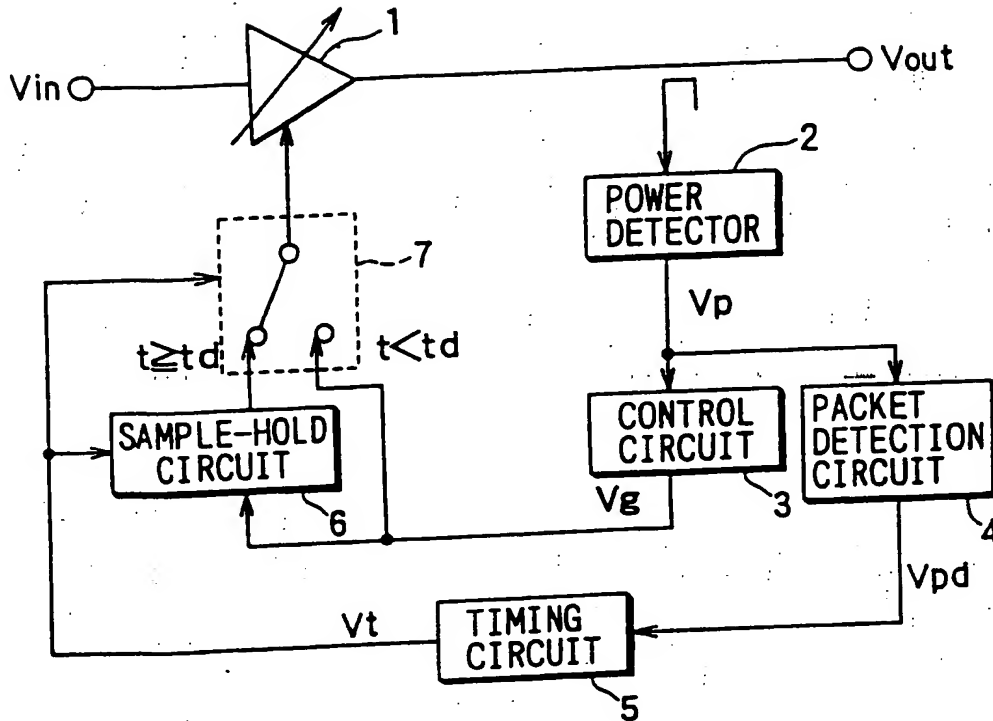 1
Vin
Vout
2
POWER
DETECTOR
7
Vp
t≧td
t<td
SAMPLE-HOLD
CIRCUIT
6
CONTROL
CIRCUIT
3
PACKET
DETECTION
CIRCUIT
4
Vg
Vpd
Vt
TIMING
CIRCUIT
5